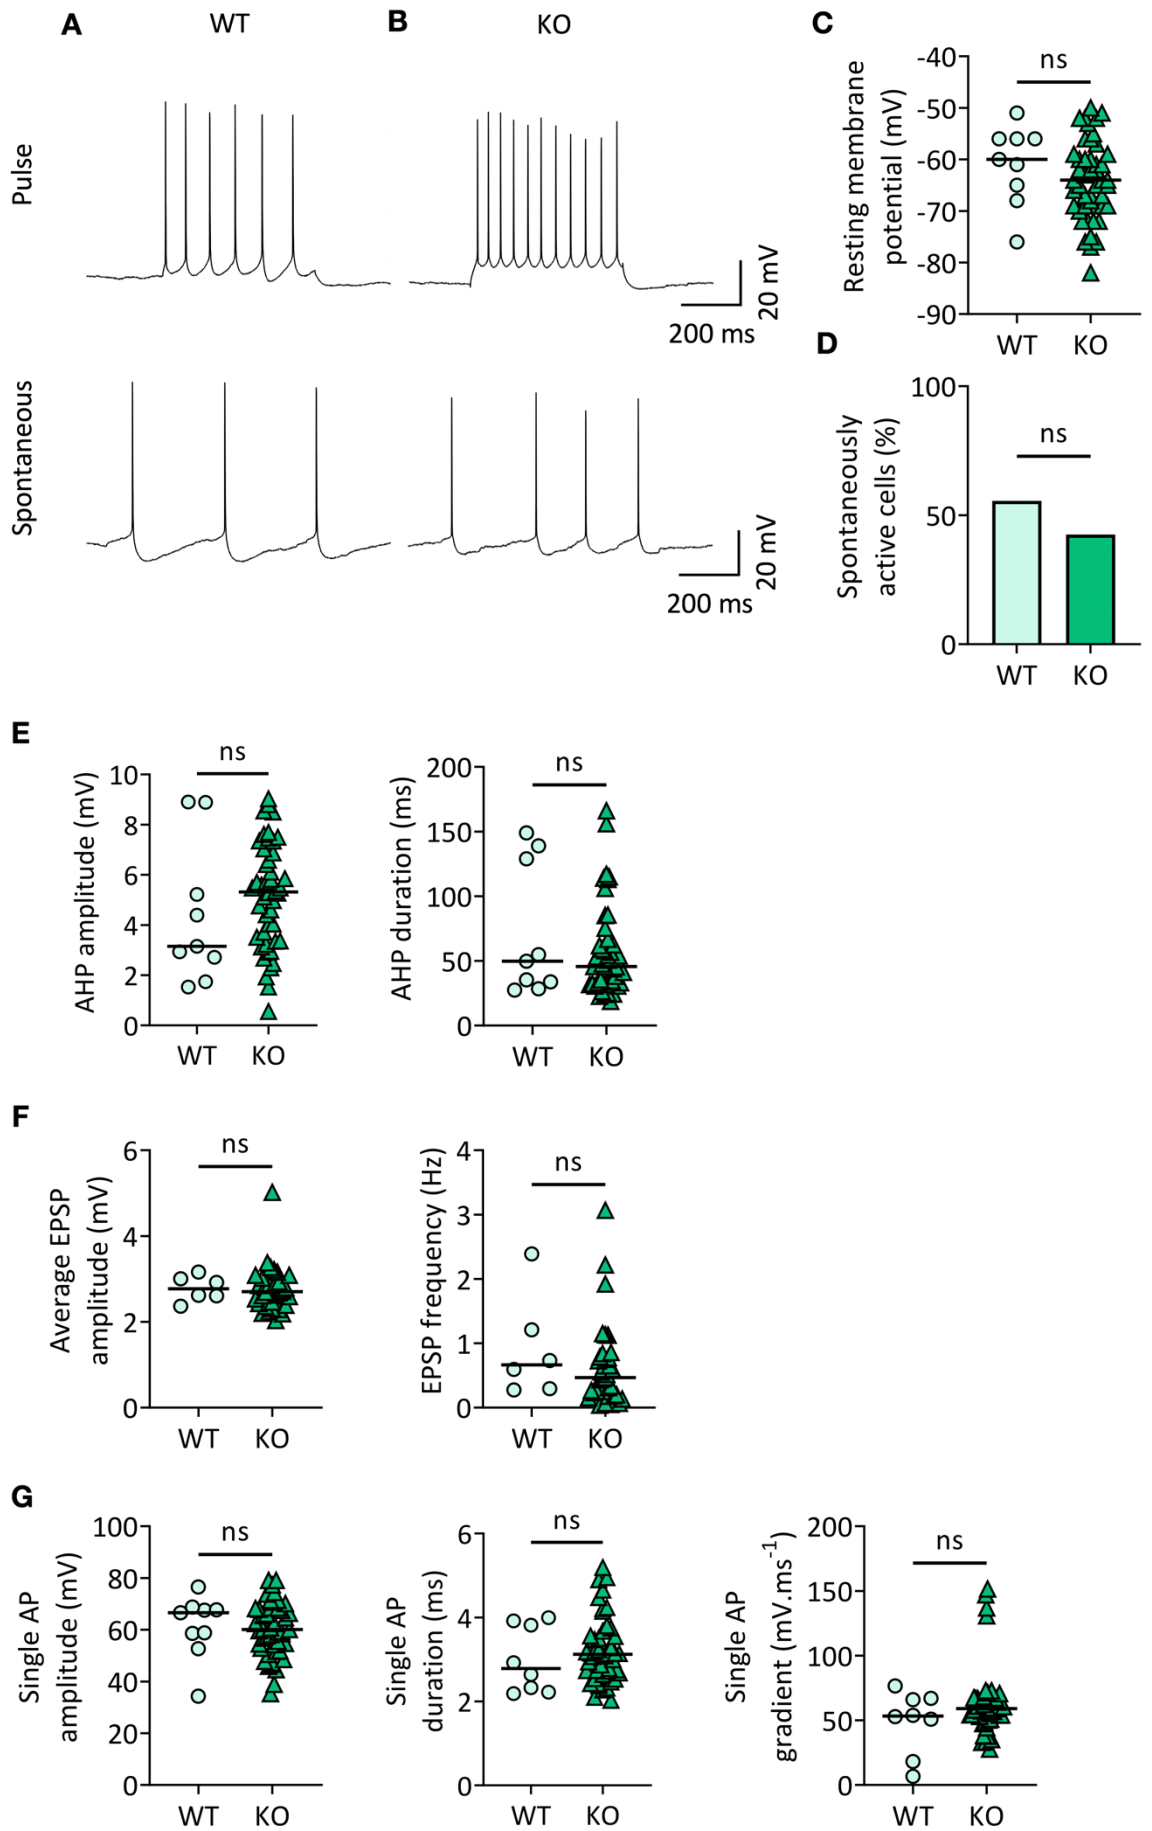 A
WT
B
KO
Pulse
20 mV
200 ms
Spontaneous
20 mV
200 ms
C
Resting membrane
potential (mV)
-40
-50
-60
-70
-80
-90
ns
WT
KO
D
Spontaneously
active cells (%)
100
50
0
ns
WT
KO
E
AHP amplitude (mV)
10
8
6
4
2
0
ns
WT
KO
AHP duration (ms)
200
150
100
50
0
ns
WT
KO
F
Average EPSP
amplitude (mV)
6
4
2
0
ns
WT
KO
EPSP frequency (Hz)
4
3
2
1
0
ns
WT
KO
G
Single AP
amplitude (mV)
100
80
60
40
20
0
ns
WT
KO
Single AP
duration (ms)
6
4
2
0
ns
WT
KO
Single AP
gradient (mV.ms⁻¹)
200
150
100
50
0
ns
WT
KO